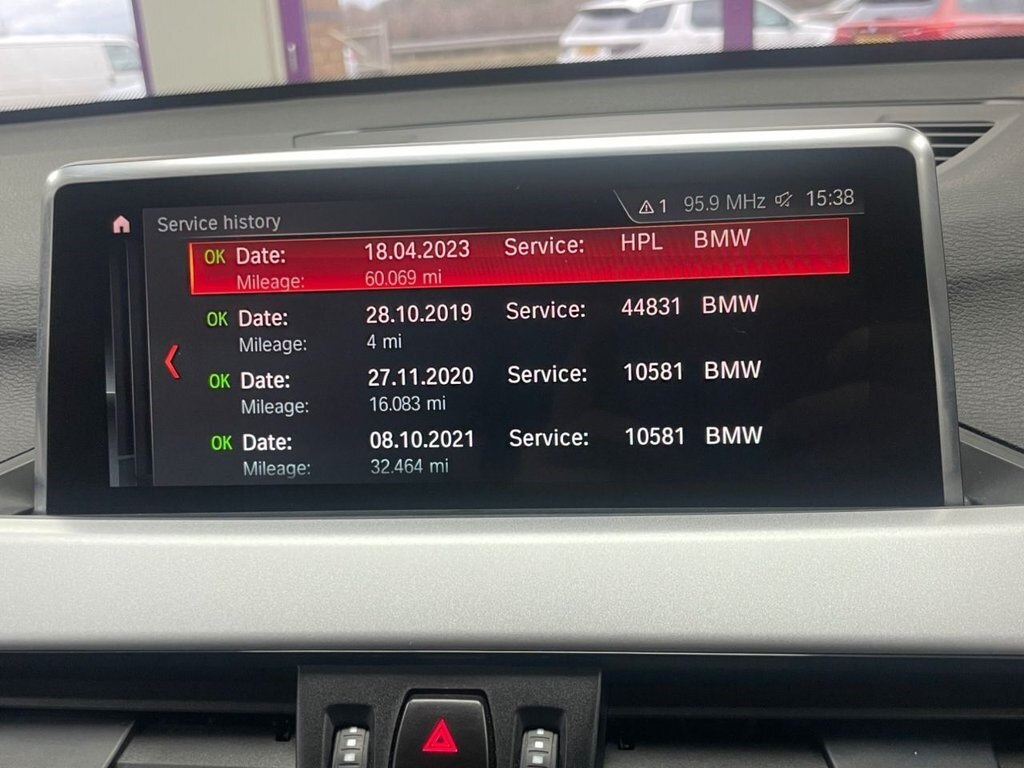 Service history
1 95.9 MHz 15:38
OK Date: 18.04.2023 Service: HPL BMW
Mileage: 60.069 mi
OK Date: 28.10.2019 Service: 44831 BMW
Mileage: 4 mi
OK Date: 27.11.2020 Service: 10581 BMW
Mileage: 16.083 mi
OK Date: 08.10.2021 Service: 10581 BMW
Mileage: 32.464 mi